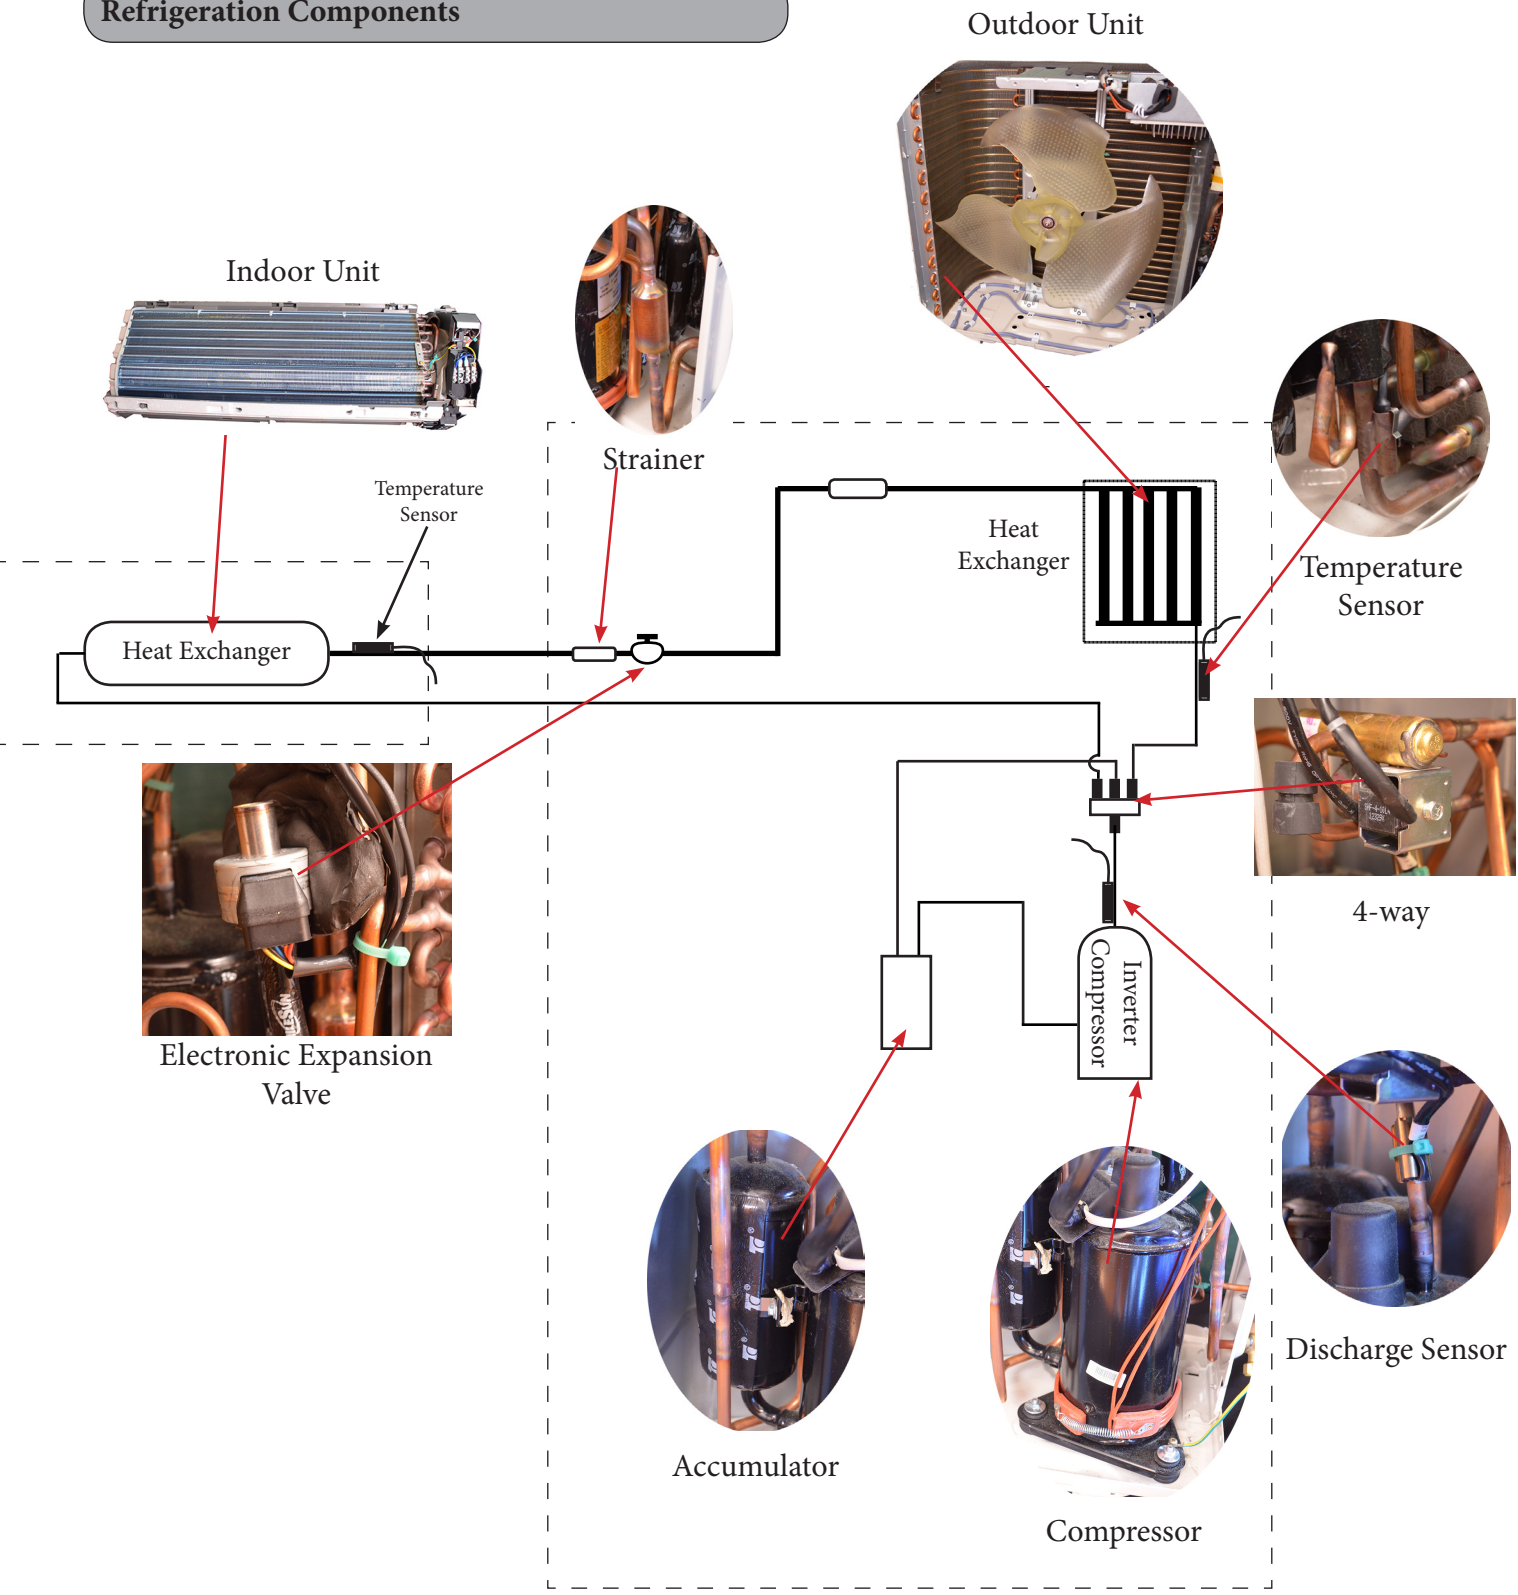 Refrigeration Components
Outdoor Unit
Indoor Unit
Strainer
Temperature
Sensor
Heat
Exchanger
Temperature
Sensor
Heat Exchanger
4-way
Inverter
Compressor
Electronic Expansion
Valve
Discharge Sensor
Accumulator
Compressor